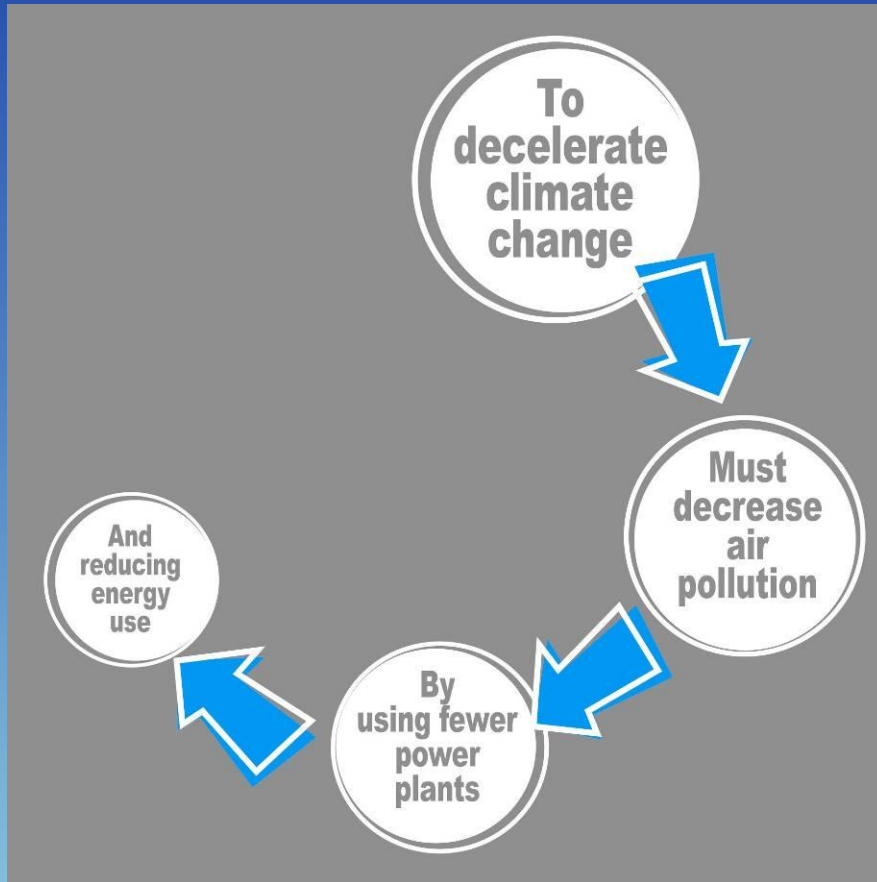 To
decelerate
climate
change
Must
decrease
air
pollution
By
using fewer
power
plants
And
reducing
energy
use